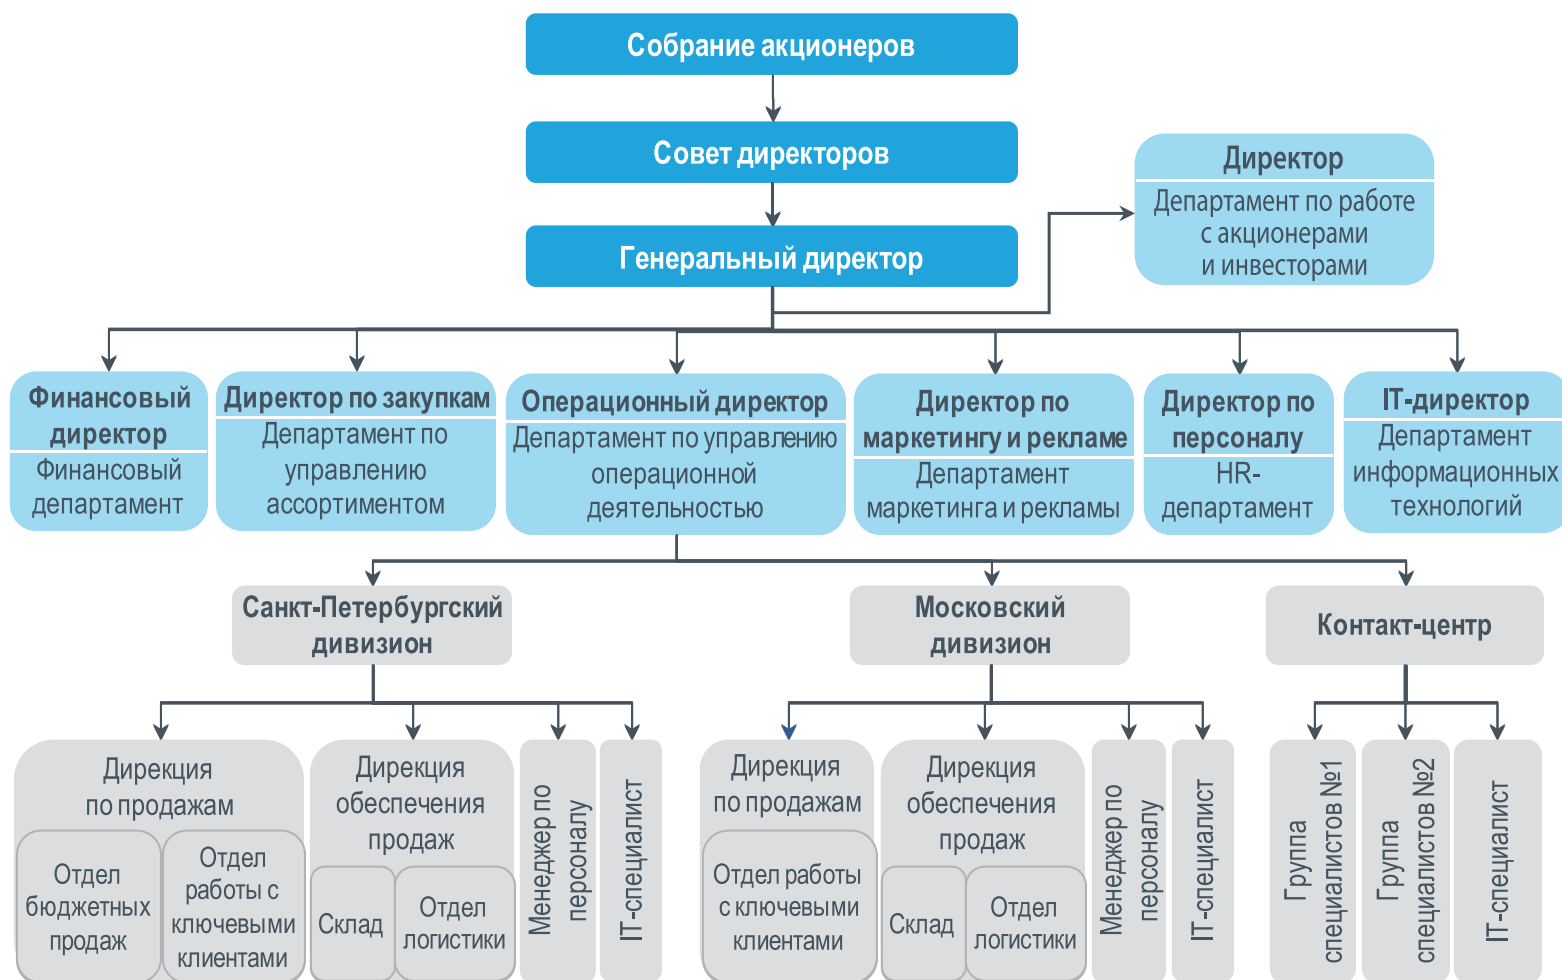 Собрание акционеров
Совет директоров
Генеральный директор
Директор
Департамент по работе
с акционерами
и инвесторами
Финансовый
директор
Финансовый
департамент
Директор по закупкам
Департамент по
управлению
ассортиментом
Операционный директор
Департамент по управлению
операционной
деятельностью
Директор по
маркетингу и рекламе
Департамент
маркетинга и рекламы
Директор по
персоналу
HR-
департамент
IT-директор
Департамент
информационных
технологий
Санкт-Петербургский
дивизион
Московский
дивизион
Контакт-центр
Дирекция
по продажам
Отдел
бюджетных
продаж
Отдел
работы с
ключевыми
клиентами
Дирекция
обеспечения
продаж
Склад
Отдел
логистики
Менеджер по
персоналу
IT-специалист
Дирекция
по продажам
Отдел работы
с ключевыми
клиентами
Дирекция
обеспечения
продаж
Склад
Отдел
логистики
Менеджер по
персоналу
IT-специалист
Группа
специалистов №1
Группа
специалистов №2
IT-специалист